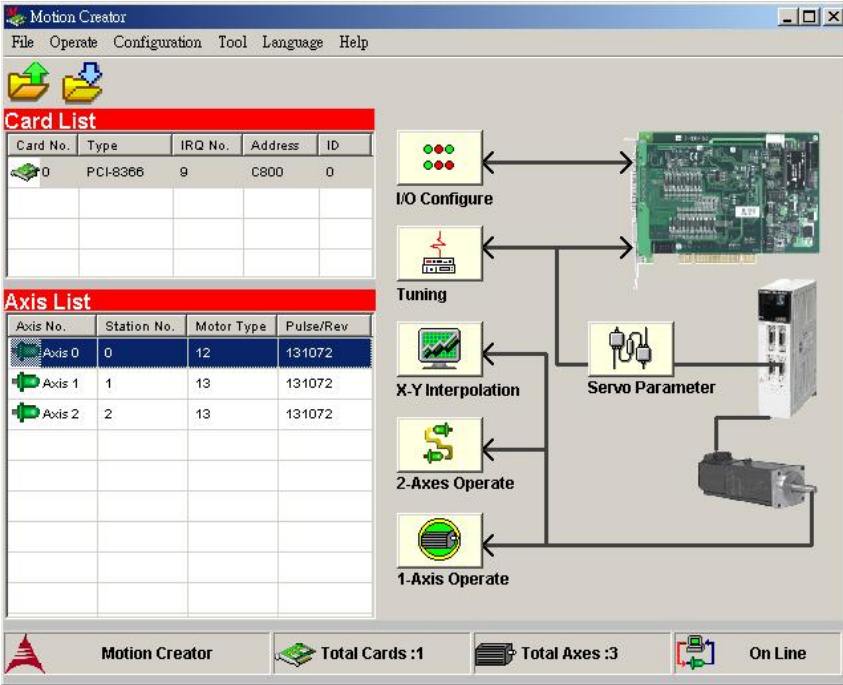 Motion Creator
File Operate Configuration Tool Language Help
Card List
Card No. Type IRQ No. Address ID
0 PCI-8366 9 C800 0
Axis List
Axis No. Station No. Motor Type Pulse/Rev
Axis 0 0 12 131072
Axis 1 1 13 131072
Axis 2 2 13 131072
I/O Configure
Tuning
X-Y Interpolation
Servo Parameter
2-Axes Operate
1-Axis Operate
Motion Creator Total Cards :1 Total Axes :3 On Line